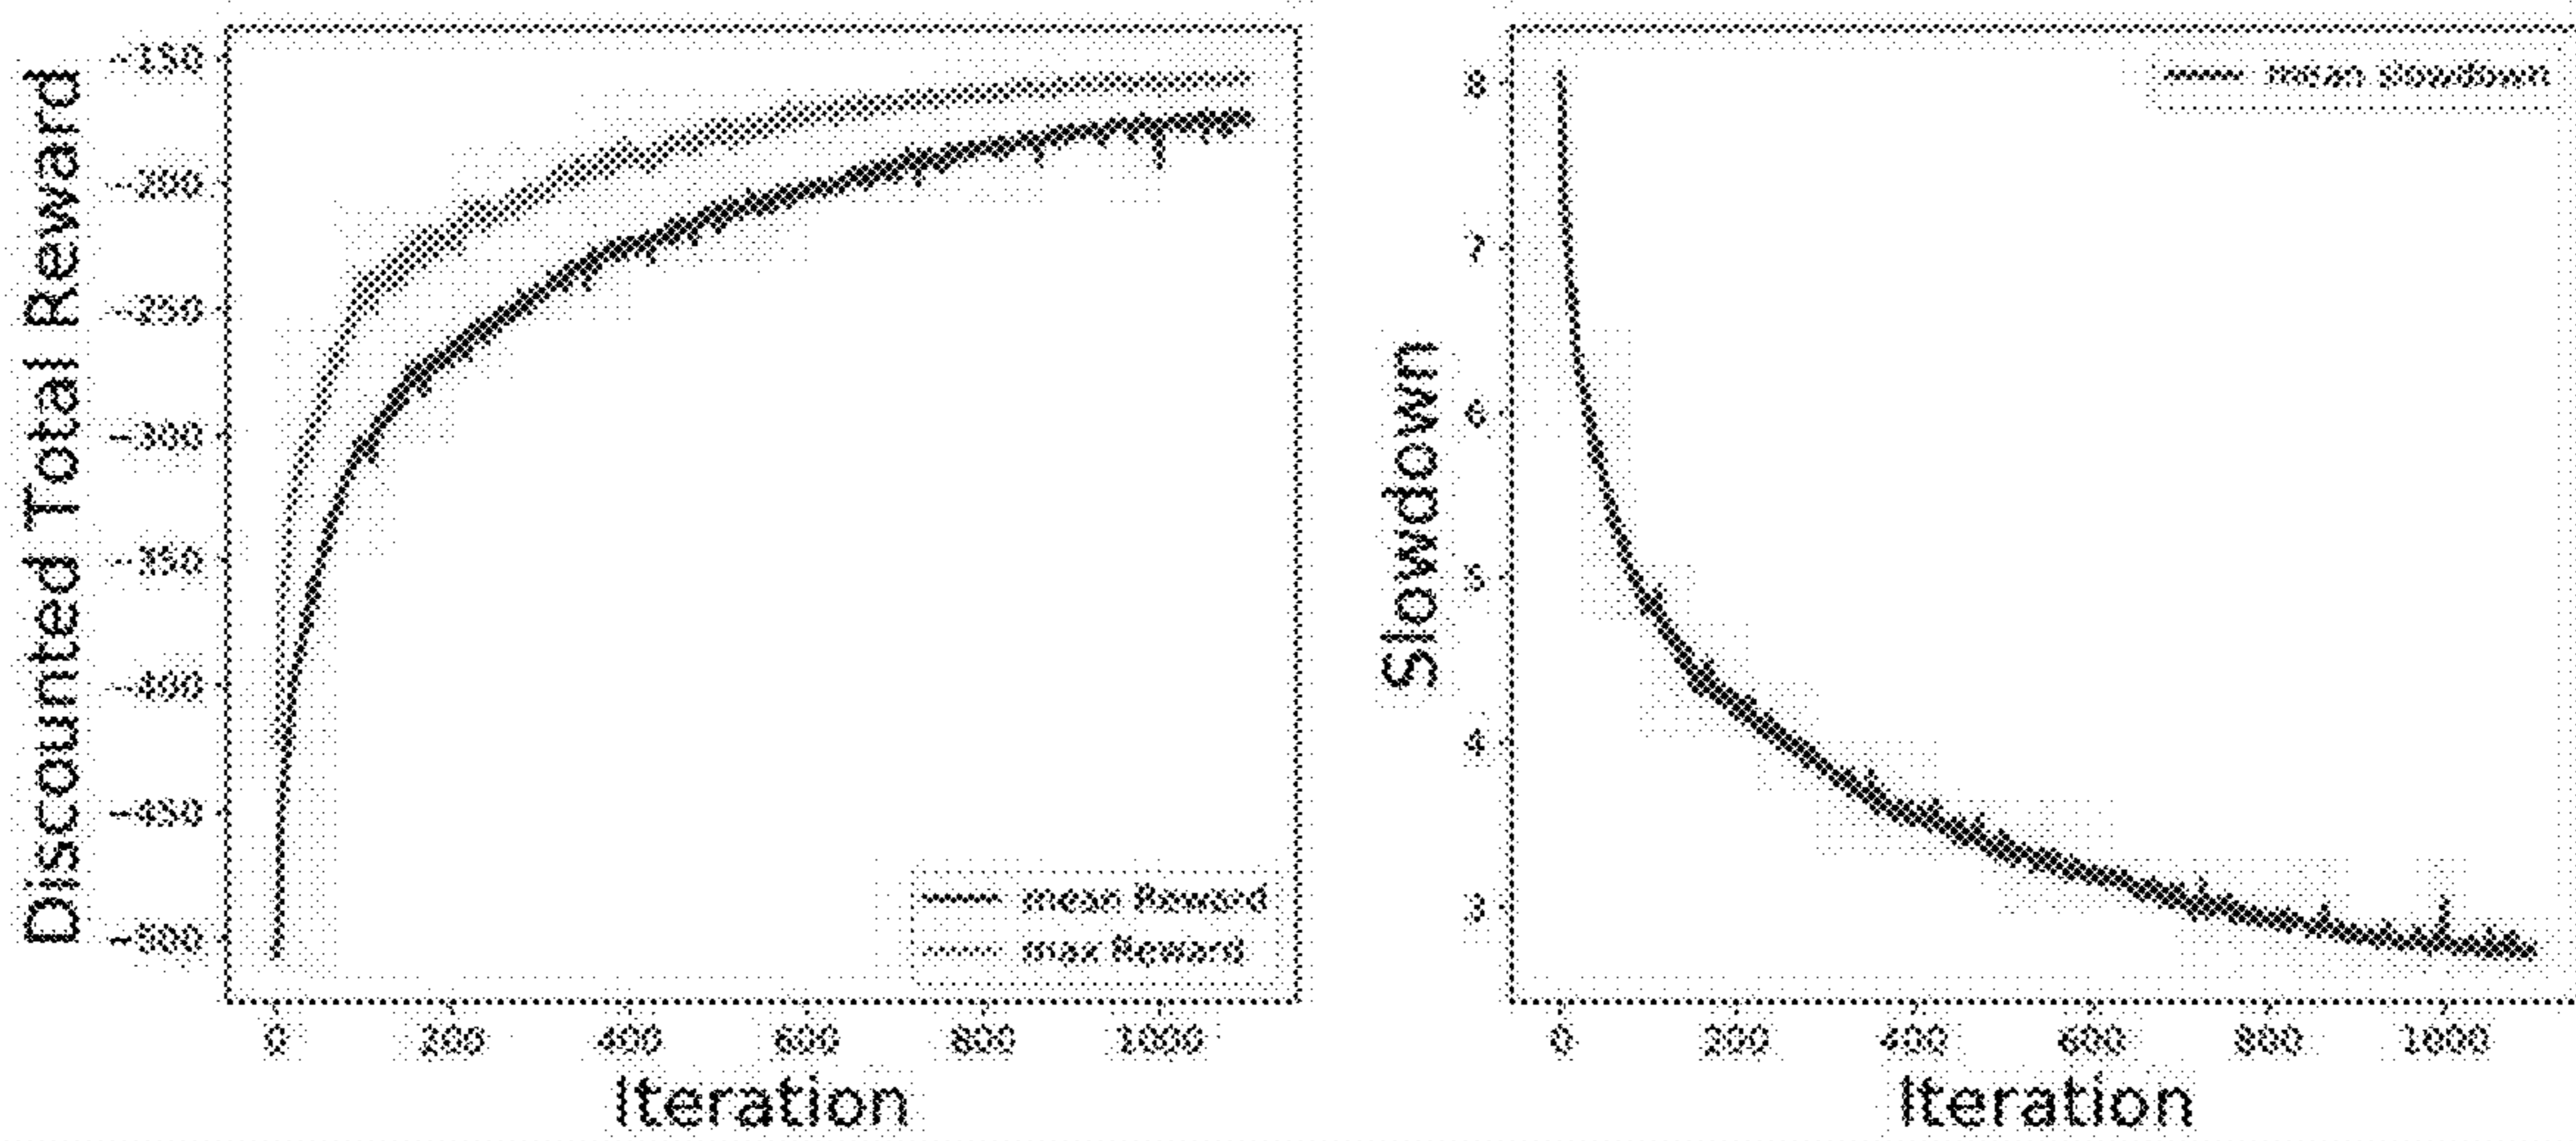 Discounted Total Reward
-150
-200
-250
-300
-350
-400
-450
-500
mean Reward
max Reward
0 200 400 600 800 1000
Iteration
Slowdown
8
7
6
5
4
3
mean slowdown
0 200 400 600 800 1000
Iteration